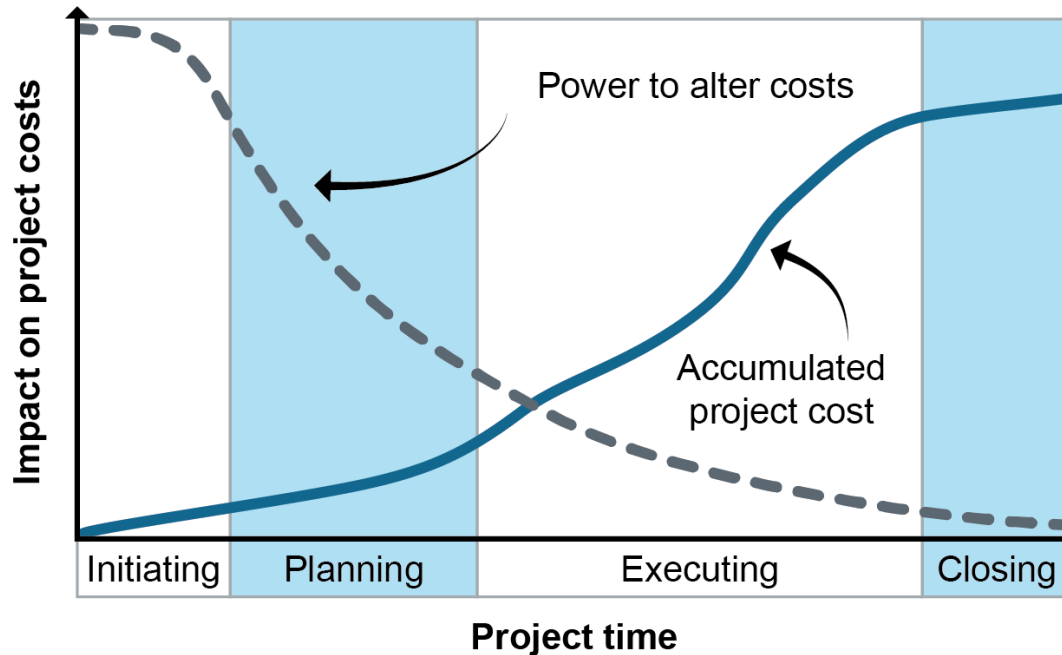 Impact on project costs
Power to alter costs
Accumulated
project cost
Initiating
Planning
Executing
Closing
Project time